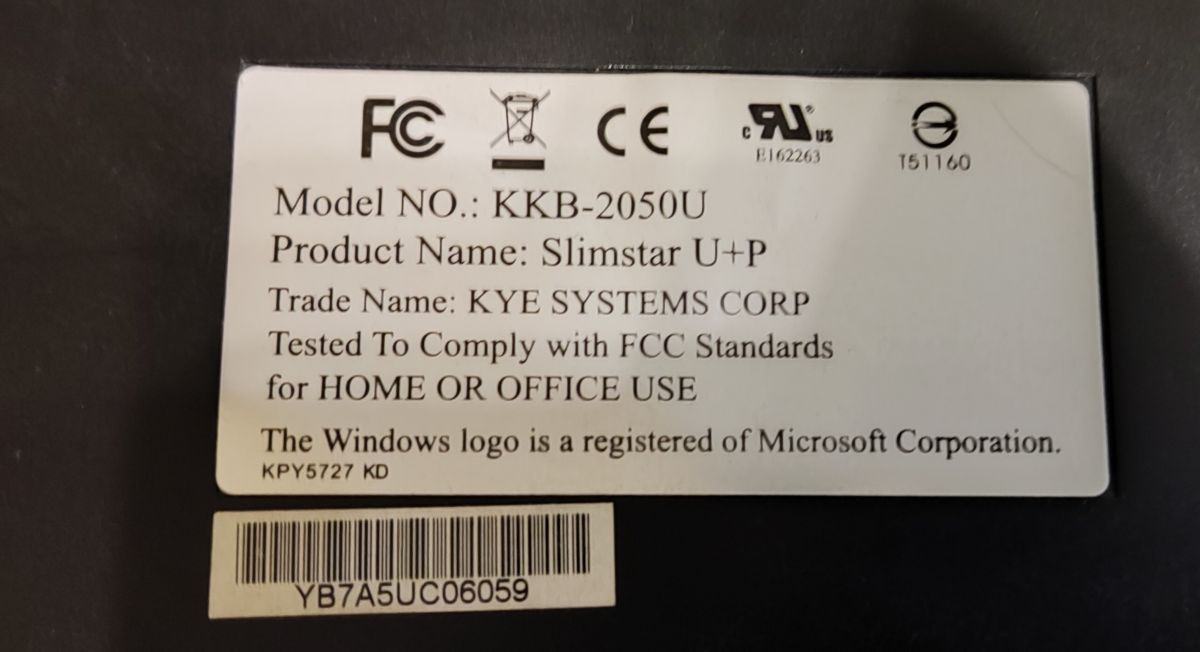 FC CE c RU ® US
E162263 T51160
Model NO.: KKB-2050U
Product Name: Slimstar U+P
Trade Name: KYE SYSTEMS CORP
Tested To Comply with FCC Standards
for HOME OR OFFICE USE
The Windows logo is a registered of Microsoft Corporation.
KPY5727 KD
YB7A5UC06059